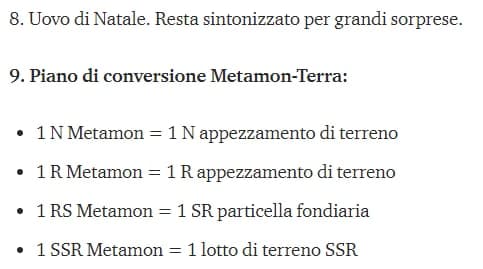 8. Uovo di Natale. Resta sintonizzato per grandi sorprese.
9. Piano di conversione Metamon-Terra:
• 1 N Metamon = 1 N appezzamento di terreno
• 1 R Metamon = 1 R appezzamento di terreno
• 1 RS Metamon = 1 SR particella fondiaria
• 1 SSR Metamon = 1 lotto di terreno SSR